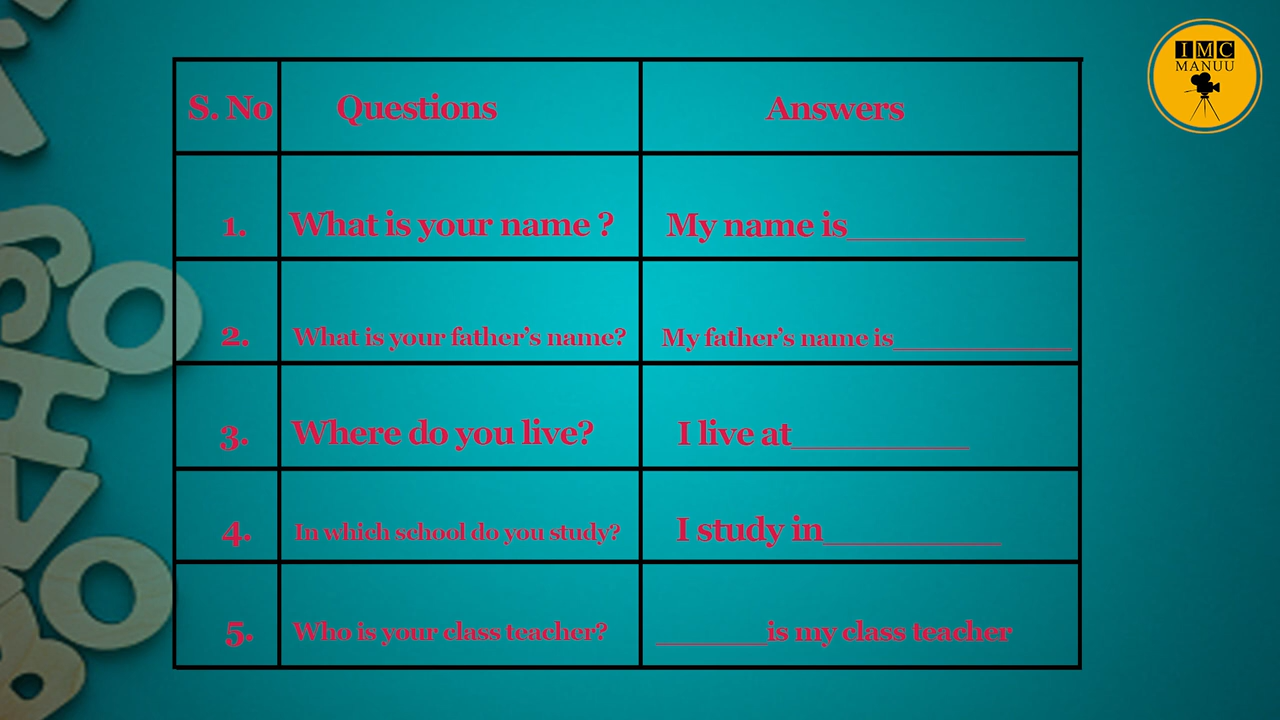 IMC
MANUU
S. No Questions Answers
1. What is your name ? My name is__________
2. What is your father's name? My father's name is____________
3. Where do you live? I live at__________
4. In which school do you study? I study in__________
5. Who is your class teacher? ________is my class teacher